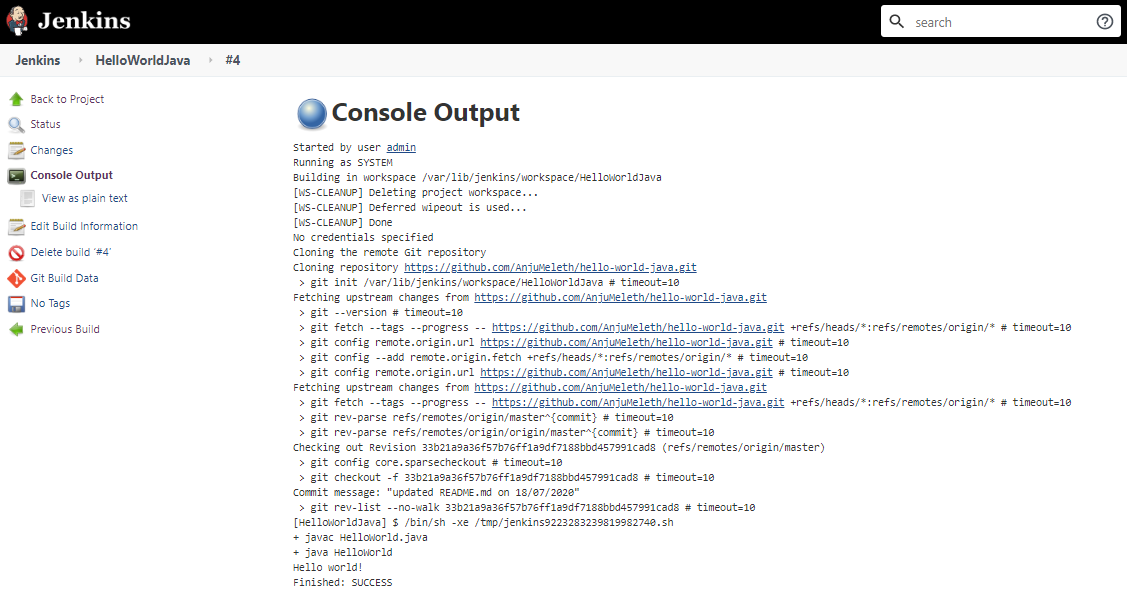 Jenkins
search
Jenkins HelloWorldJava #4
Back to Project
Status
Changes
Console Output
View as plain text
Edit Build Information
Delete build ‘#4’
Git Build Data
No Tags
Previous Build
Console Output
Started by user admin
Running as SYSTEM
Building in workspace /var/lib/jenkins/workspace/HelloWorldJava
[WS-CLEANUP] Deleting project workspace...
[WS-CLEANUP] Deferred wipeout is used...
[WS-CLEANUP] Done
No credentials specified
Cloning the remote Git repository
Cloning repository https://github.com/AnjuMeleth/hello-world-java.git
> git init /var/lib/jenkins/workspace/HelloWorldJava # timeout=10
Fetching upstream changes from https://github.com/AnjuMeleth/hello-world-java.git
> git --version # timeout=10
> git fetch --tags --progress -- https://github.com/AnjuMeleth/hello-world-java.git +refs/heads/*:refs/remotes/origin/* # timeout=10
> git config remote.origin.url https://github.com/AnjuMeleth/hello-world-java.git # timeout=10
> git config --add remote.origin.fetch +refs/heads/*:refs/remotes/origin/* # timeout=10
> git config remote.origin.url https://github.com/AnjuMeleth/hello-world-java.git # timeout=10
Fetching upstream changes from https://github.com/AnjuMeleth/hello-world-java.git
> git fetch --tags --progress -- https://github.com/AnjuMeleth/hello-world-java.git +refs/heads/*:refs/remotes/origin/* # timeout=10
> git rev-parse refs/remotes/origin/master^{commit} # timeout=10
> git rev-parse refs/remotes/origin/origin/master^{commit} # timeout=10
Checking out Revision 33b21a9a36f57b76ff1a9df7188bbd457991cad8 (refs/remotes/origin/master)
> git config core.sparsecheckout # timeout=10
> git checkout -f 33b21a9a36f57b76ff1a9df7188bbd457991cad8 # timeout=10
Commit message: "updated README.md on 18/07/2020"
> git rev-list --no-walk 33b21a9a36f57b76ff1a9df7188bbd457991cad8 # timeout=10
[HelloWorldJava] $ /bin/sh -xe /tmp/jenkins9223283239819982740.sh
+ javac HelloWorld.java
+ java HelloWorld
Hello world!
Finished: SUCCESS